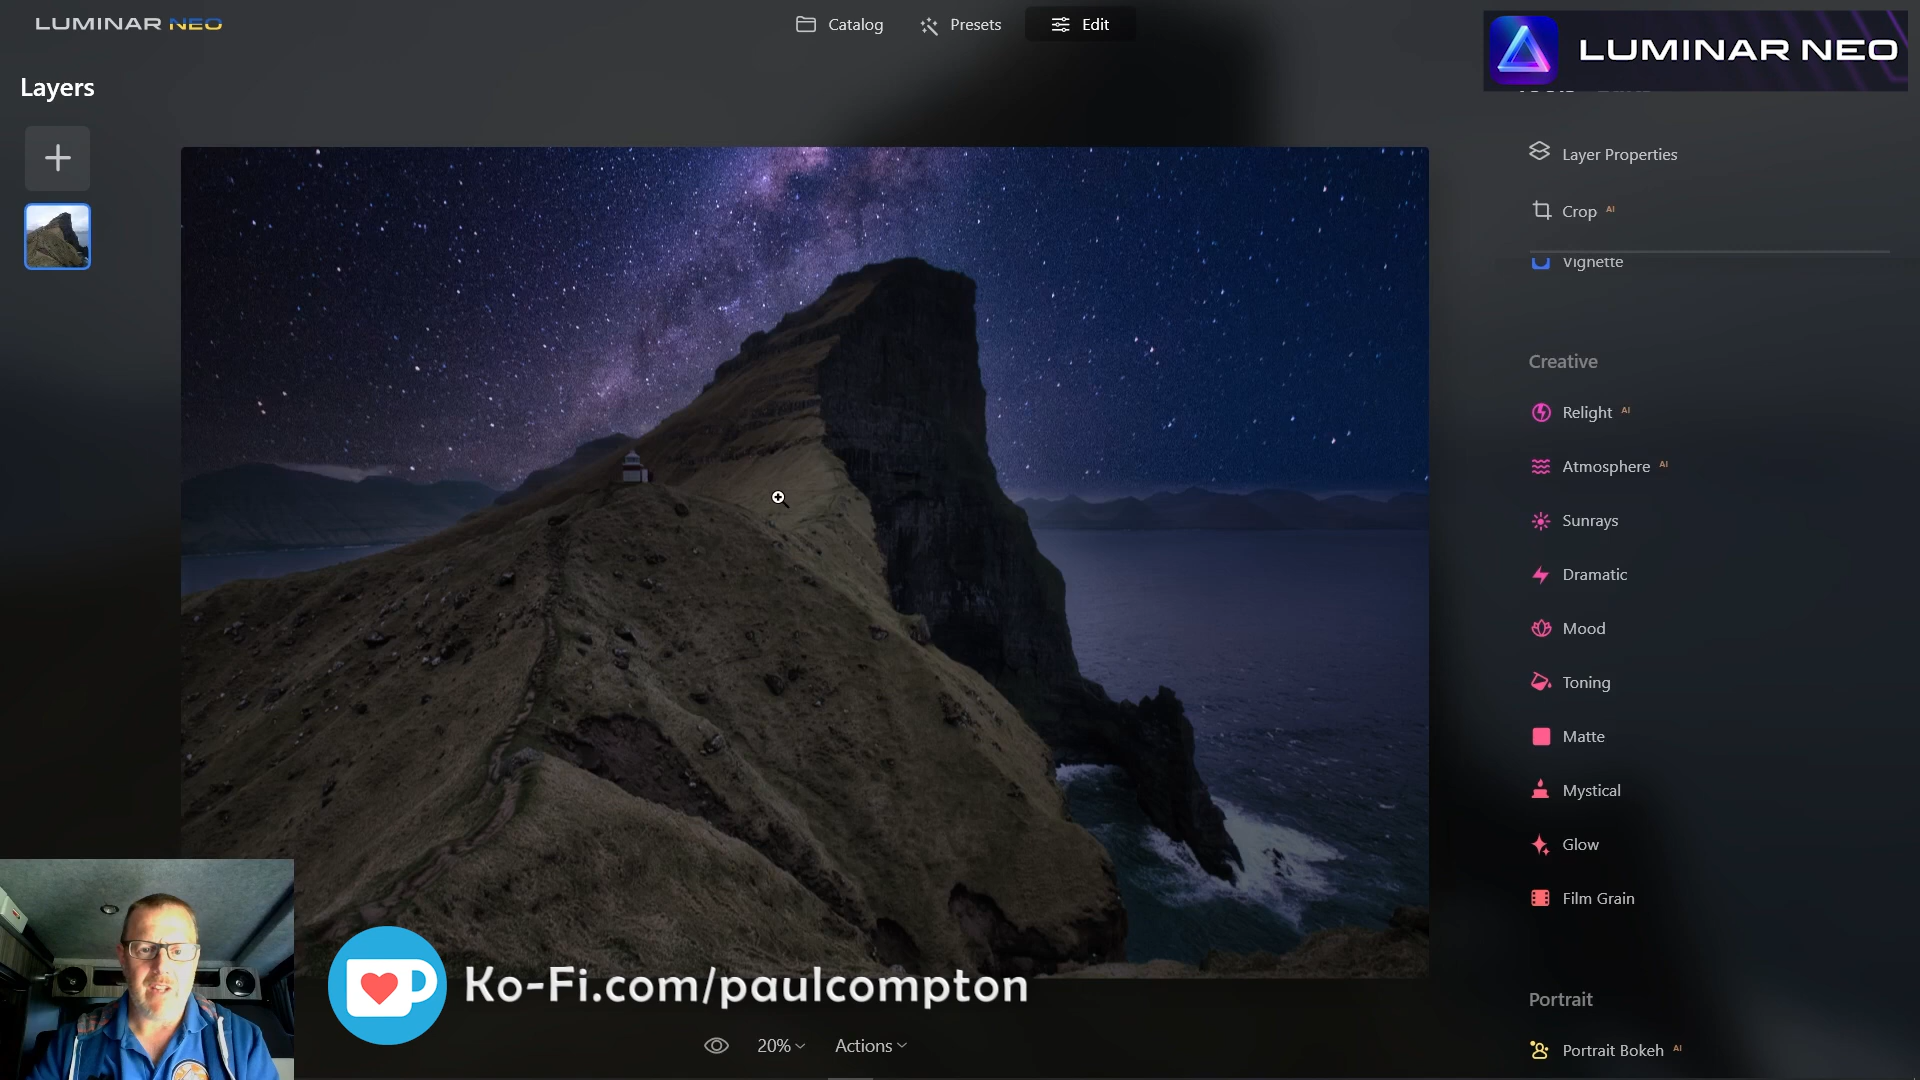 LUMINAR NEO
Catalog
Presets
Edit
LUMINAR NEO
Layers
Layer Properties
Crop AI
Vignette
Creative
Relight AI
Atmosphere AI
Sunrays
Dramatic
Mood
Toning
Matte
Mystical
Glow
Film Grain
Portrait
Portrait Bokeh AI
Ko-Fi.com/paulcompton
20%
Actions